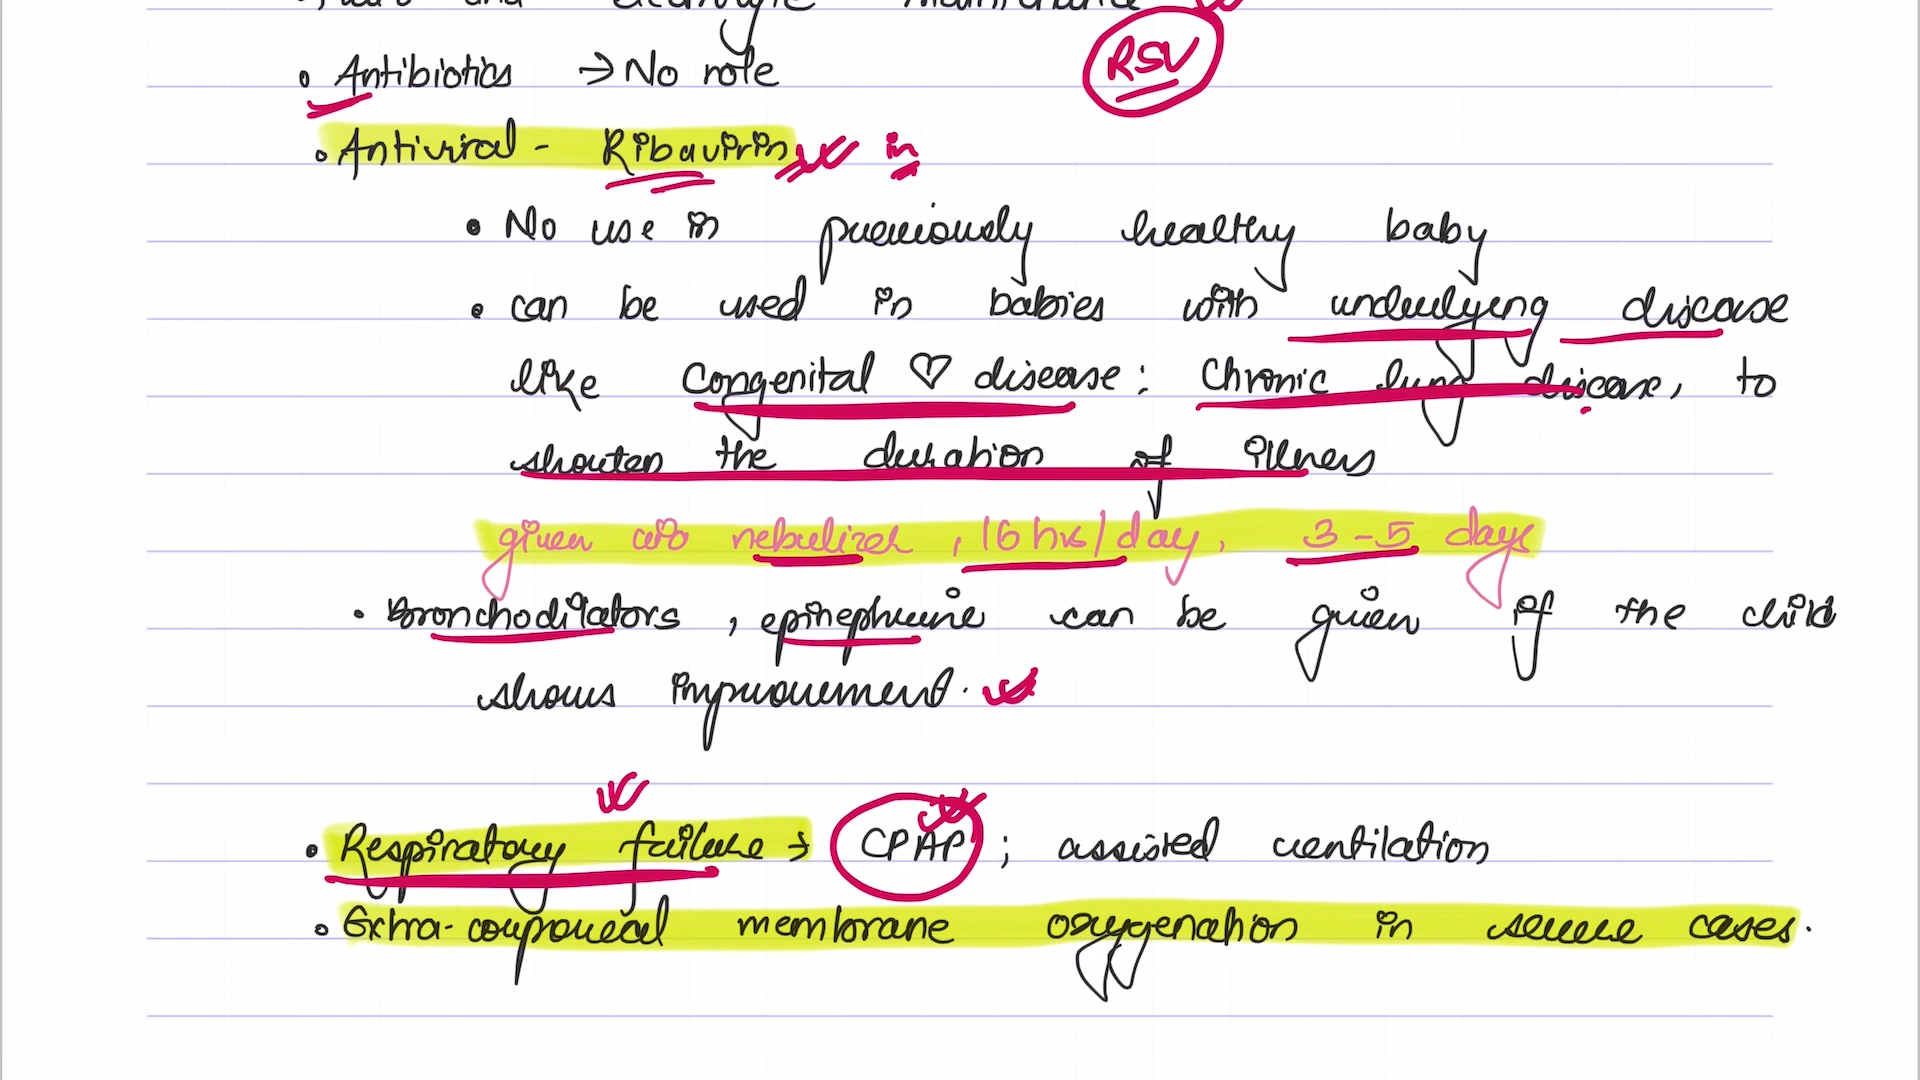 and
RSV
• Antibiotics → No role
• Antiviral - Ribavirin in
• No use in previously healthy baby
• can be used in babies with underlying disease
like Congenital ♡ disease; Chronic lung disease, to
shorten the duration of illness
given via nebulizer, 16 hrs/day, 3-5 days
• Bronchodilators, epinephrine can be given if the child
shows improvement.
• Respiratory failure → CPAP; assisted ventilation
• Extra-corporeal membrane oxygenation in severe cases.